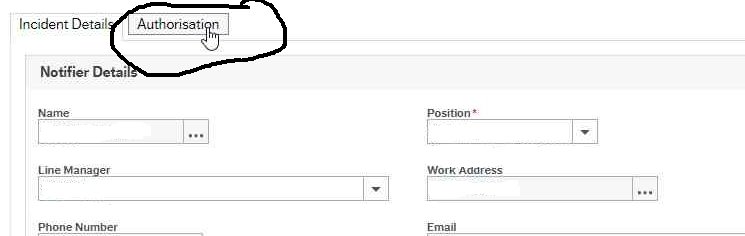 Incident Details Authorisation
Notifier Details
Name Position*
...
Line Manager Work Address
...
Phone Number Email